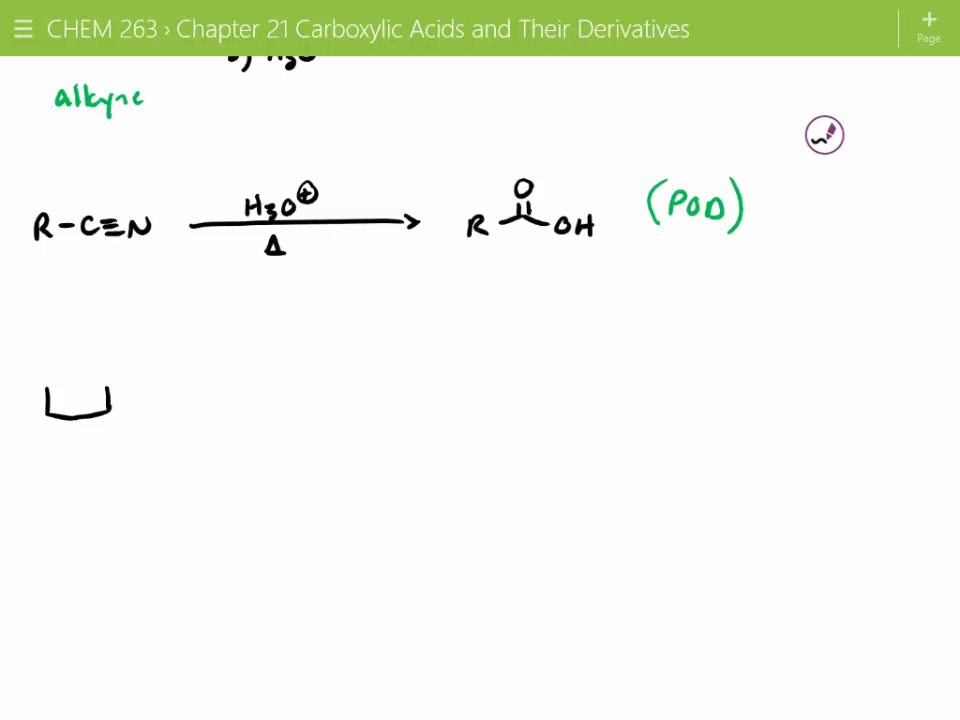 CHEM 263 › Chapter 21 Carboxylic Acids and Their Derivatives
+
Page
alkyne
R-C≡N
H₃O⊕
Δ
O
R
OH
(POD)